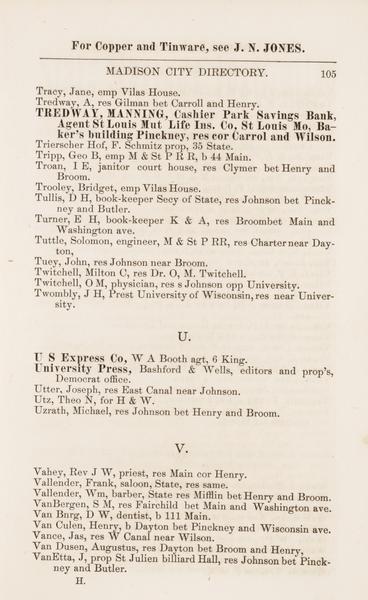 For Copper and Tinware, see J. N. JONES.
MADISON CITY DIRECTORY. 105
Tracy, Jane, emp Vilas House.
Tredway, A, res Gilman bet Carroll and Henry.
TREDWAY, MANNING, Cashier Park Savings Bank,
Agent St Louis Mut Life Ins. Co, St Louis Mo, Ba-
ker's building Pinckney, res cor Carrol and Wilson.
Trierscher Hof, F. Schmitz prop, 35 State.
Tripp, Geo B, emp M & St P R R, b 44 Main.
Troan, I E, janitor court house, res Clymer bet Henry and
Broom.
Trooley, Bridget, emp Vilas House.
Tullis, D H, book-keeper Secy of State, res Johnson bet Pinck-
ney and Butler.
Turner, E H, book-keeper K & A, res Broom bet Main and
Washington ave.
Tuttle, Solomon, engineer, M & St P RR, res Charter near Day-
ton,
Tuey, John, res Johnson near Broom.
Twitchell, Milton C, res Dr. O, M. Twitchell.
Twitchell, O M, physician, res s Johnson opp University.
Twombly, J H, Prest University of Wisconsin, res near Univer-
sity.
U.
U S Express Co, W A Booth agt, 6 King.
University Press, Bashford & Wells, editors and prop's,
Democrat office.
Utter, Joseph, res East Canal near Johnson.
Utz, Theo N, for H & W.
Uzrath, Michael, res Johnson bet Henry and Broom.
V.
Vahey, Rev J W, priest, res Main cor Henry.
Vallender, Frank, saloon, State, res same.
Vallender, Wm, barber, State res Mifflin bet Henry and Broom.
VanBergen, S M, res Fairchild bet Main and Washington ave.
Van Bnrg, D W, dentist, b 111 Main.
Van Culen, Henry, b Dayton bet Pinckney and Wisconsin ave.
Vance, Jas, res W Canal near Wilson.
Van Dusen, Augustus, res Dayton bet Broom and Henry,
VanEtta, J, prop St Julien billiard Hall, res Johnson bet Pinck-
ney and Butler.
H.